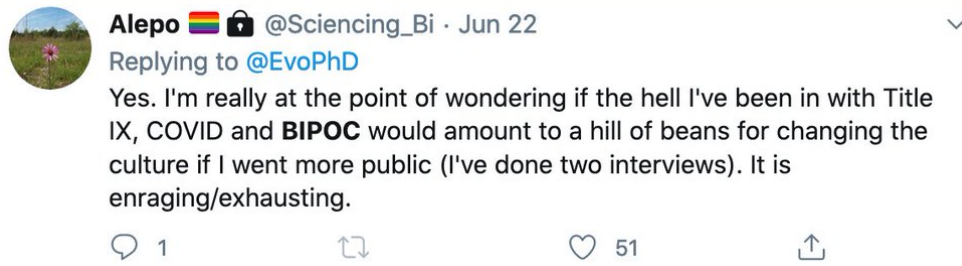 Alepo 🏳️‍🌈 🔒 @Sciencing_Bi · Jun 22
Replying to @EvoPhD
Yes. I'm really at the point of wondering if the hell I've been in with Title
IX, COVID and BIPOC would amount to a hill of beans for changing the
culture if I went more public (I've done two interviews). It is
enraging/exhausting.
1 51